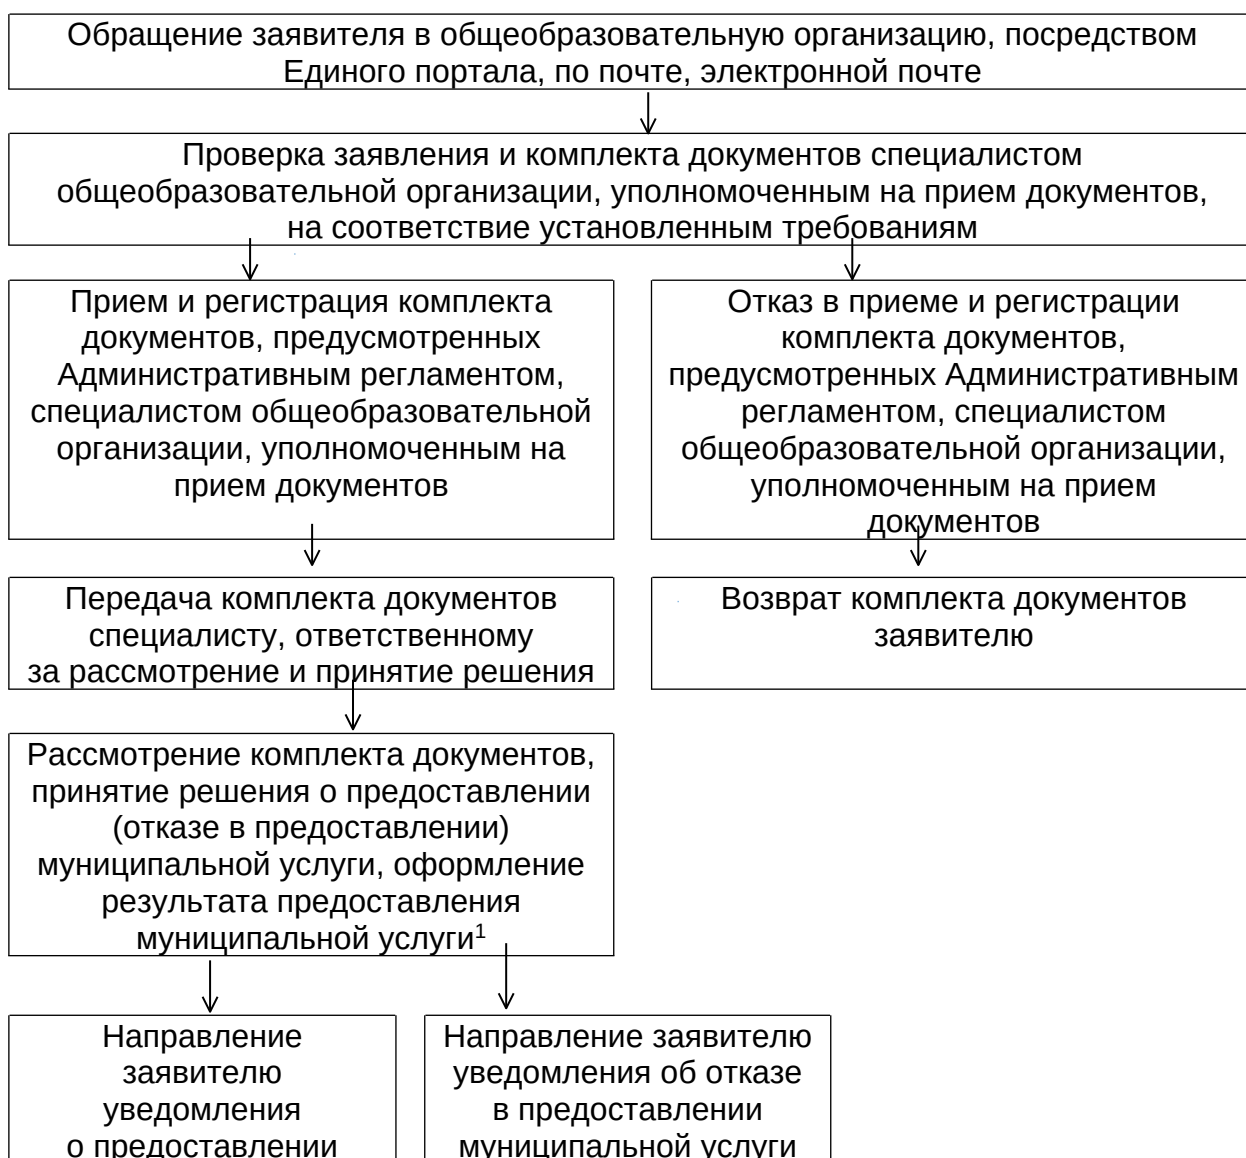 Обращение заявителя в общеобразовательную организацию, посредством
Единого портала, по почте, электронной почте
Проверка заявления и комплекта документов специалистом
общеобразовательной организации, уполномоченным на прием документов,
на соответствие установленным требованиям
Прием и регистрация комплекта
документов, предусмотренных
Административным регламентом,
специалистом общеобразовательной
организации, уполномоченным на
прием документов
Отказ в приеме и регистрации
комплекта документов,
предусмотренных Административным
регламентом, специалистом
общеобразовательной организации,
уполномоченным на прием
документов
Передача комплекта документов
специалисту, ответственному
за рассмотрение и принятие решения
Возврат комплекта документов
заявителю
Рассмотрение комплекта документов,
принятие решения о предоставлении
(отказе в предоставлении)
муниципальной услуги, оформление
результата предоставления
муниципальной услуги¹
Направление
заявителю
уведомления
о предоставлении
Направление заявителю
уведомления об отказе
в предоставлении
муниципальной услуги